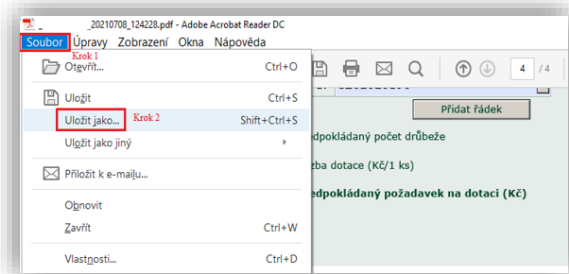 _20210708_124228.pdf - Adobe Acrobat Reader DC
Soubor Úpravy Zobrazení Okna Nápověda
Krok 1
Otevřít... Ctrl+O
4 / 4
Uložit Ctrl+S
Přidat řádek
Uložit jako... Krok 2 Shift+Ctrl+S
dpokládaný počet drůbeže
Uložit jako jiný
zba dotace (Kč/1 ks)
Přiložit k e-mailu...
edpokládaný požadavek na dotaci (Kč)
Obnovit
Zavřít Ctrl+W
Vlastnosti... Ctrl+D